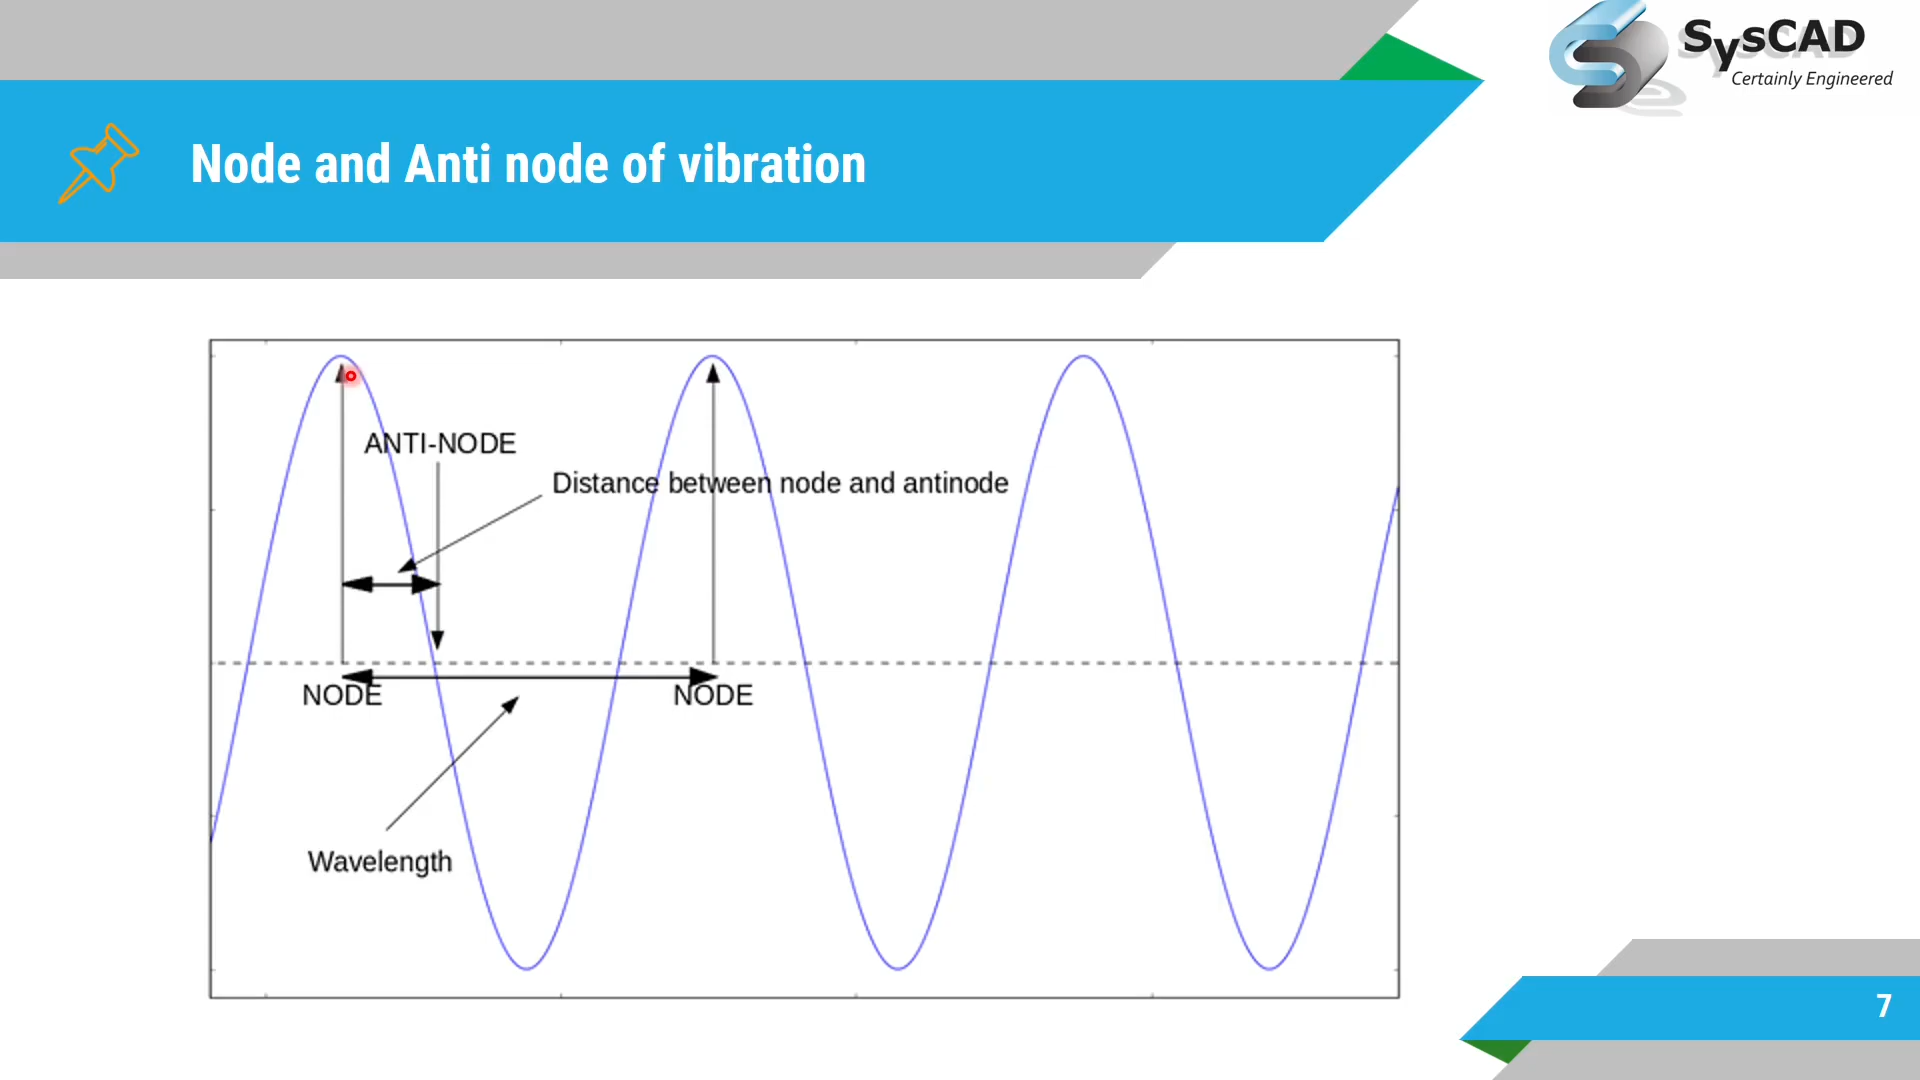 SysCAD
Certainly Engineered
Node and Anti node of vibration
ANTI-NODE
Distance between node and antinode
NODE
NODE
Wavelength
7